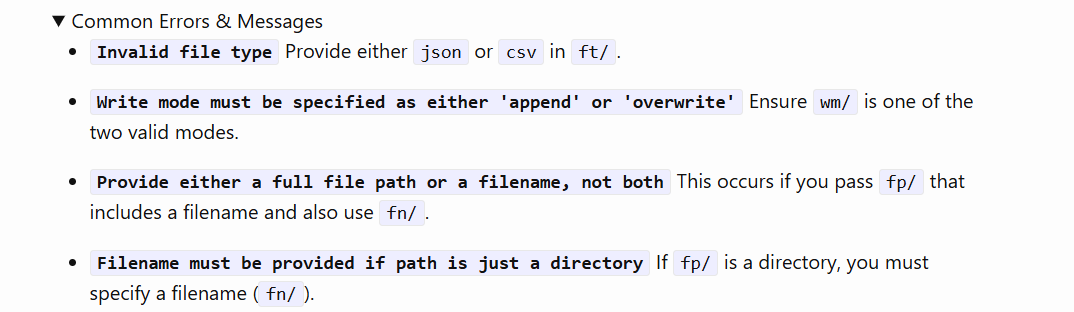 ▼ Common Errors & Messages
• Invalid file type Provide either json or csv in ft/.
• Write mode must be specified as either 'append' or 'overwrite' Ensure wm/ is one of the
two valid modes.
• Provide either a full file path or a filename, not both This occurs if you pass fp/ that
includes a filename and also use fn/.
• Filename must be provided if path is just a directory If fp/ is a directory, you must
specify a filename ( fn/ ).